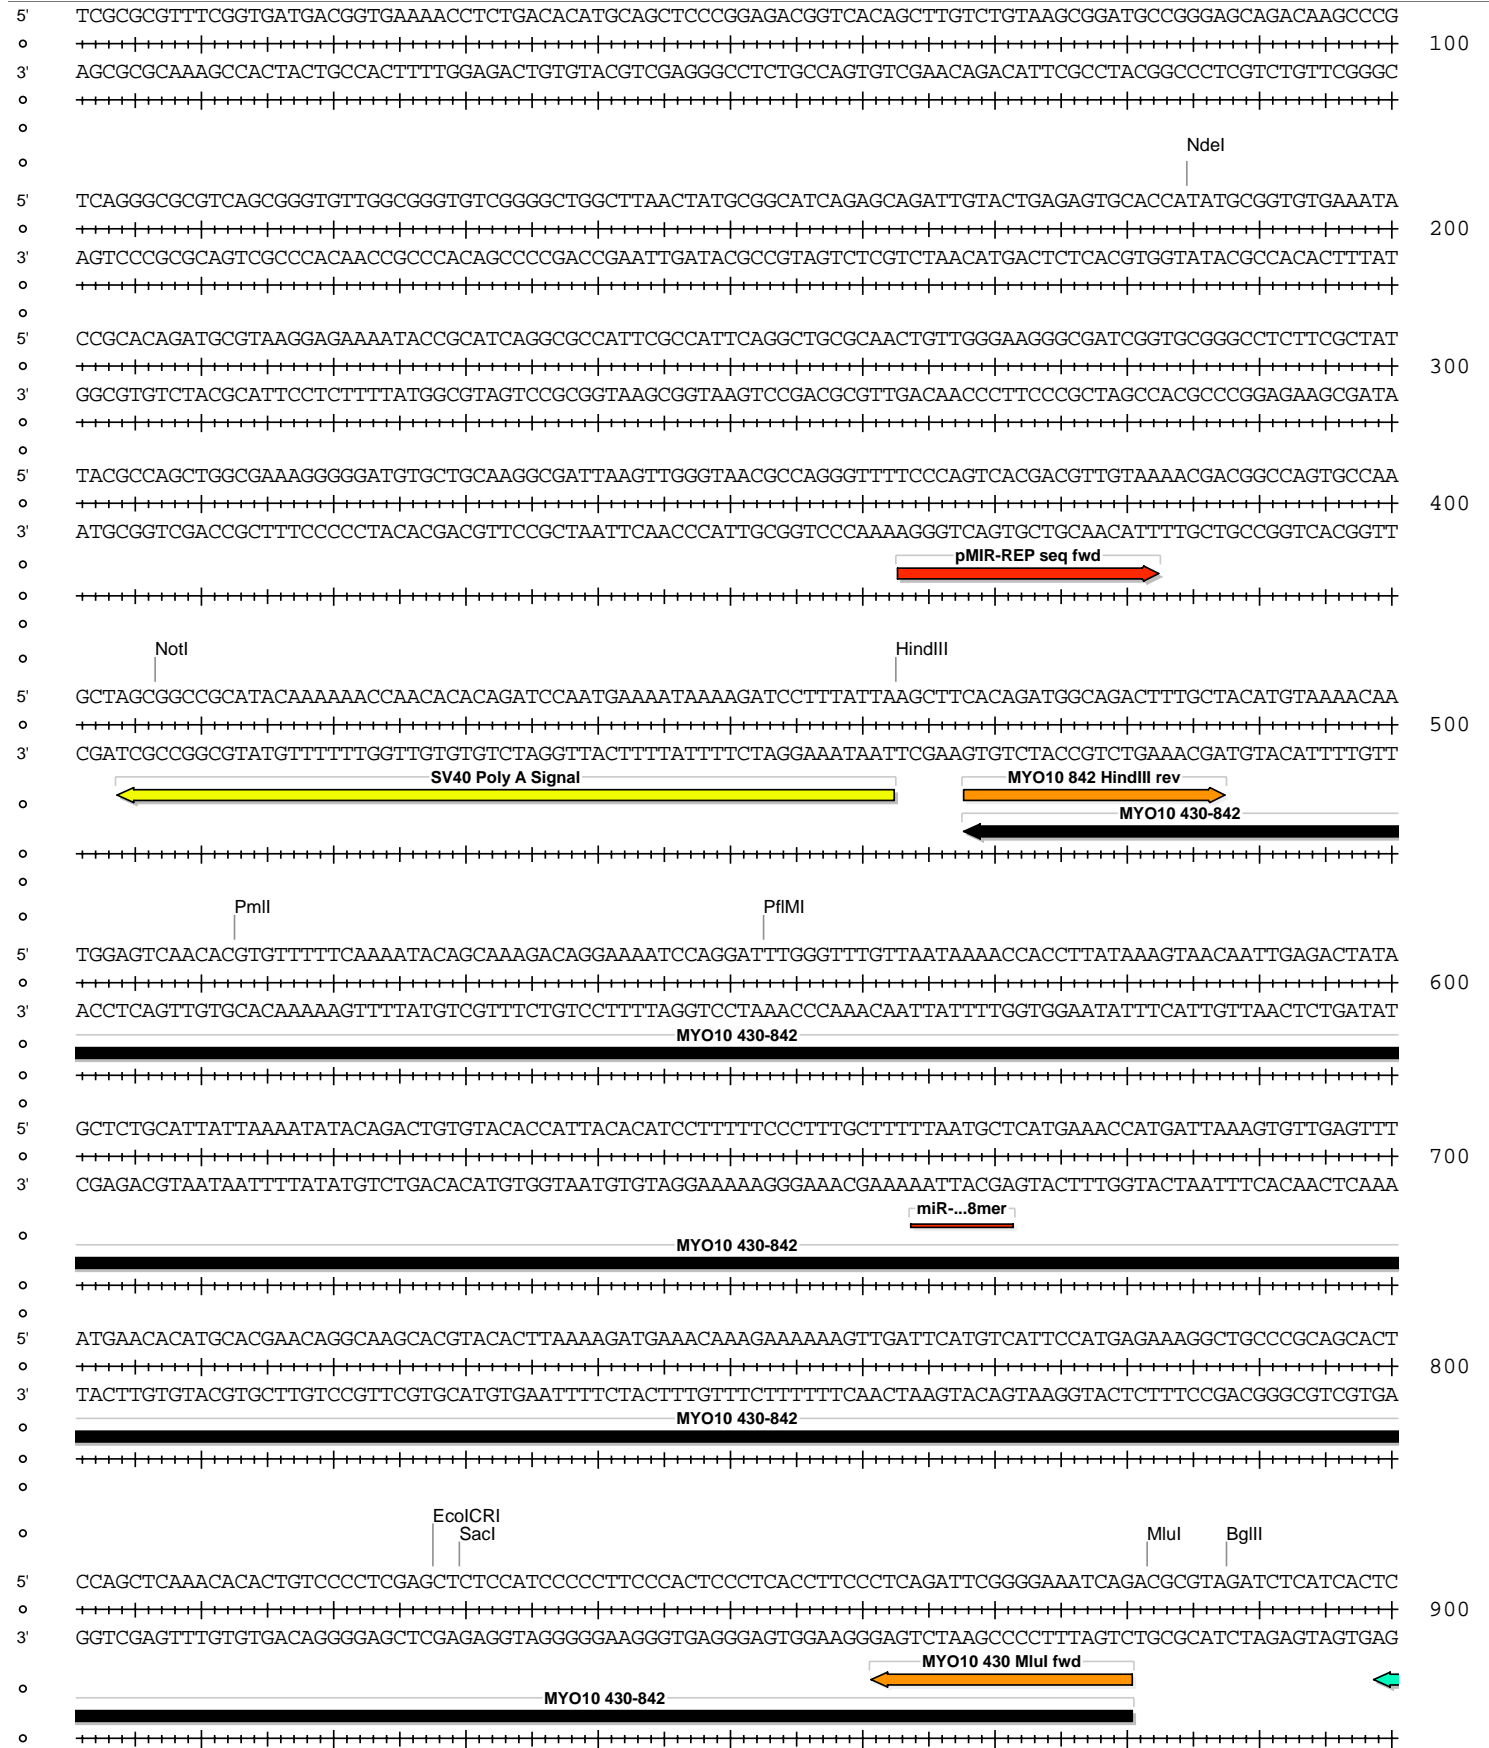 5' TCGCGCGTTTCGGTGATGACGGTGAAAACCTCTGACACATGCAGCTCCCGGAGACGGTCACAGCTTGTCTGTAAGCGGATGCCGGGAGCAGACAAGCCCG
100
3' AGCGCGCAAAGCCACTACTGCCACTTTTGGAGACTGTGTACGTCGAGGGCCTCTGCCAGTGTCGAACAGACATTCGCCTACGGCCCTCGTCTGTTCGGGC
NdeI
5' TCAGGGCGCGTCAGCGGGTGTTGGCGGGTGTCGGGGCTGGCTTAACTATGCGGCATCAGAGCAGATTGTACTGAGAGTGCACCATATGCGGTGTGAAATA
200
3' AGTCCCGCGCAGTCGCCCACAACCGCCCACAGCCCCGACCGAATTGATACGCCGTAGTCTCGTCTAACATGACTCTCACGTGGTATACGCCACACTTTAT
5' CCGCACAGATGCGTAAGGAGAAAATACCGCATCAGGCGCCATTCGCCATTCAGGCTGCGCAACTGTTGGGAAGGGCGATCGGTGCGGGCCTCTTCGCTAT
300
3' GGCGTGTCTACGCATTCCTCTTTTATGGCGTAGTCCGCGGTAAGCGGTAAGTCCGACGCGTTGACAACCCTTCCCGCTAGCCACGCCCGGAGAAGCGATA
5' TACGCCAGCTGGCGAAAGGGGGATGTGCTGCAAGGCGATTAAGTTGGGTAACGCCAGGGTTTTCCCAGTCACGACGTTGTAAAACGACGGCCAGTGCCAA
400
3' ATGCGGTCGACCGCTTTCCCCCTACACGACGTTCCGCTAATTCAACCCATTGCGGTCCCAAAAGGGTCAGTGCTGCAACATTTTGCTGCCGGTCACGGTT
pMIR-REP seq fwd
NotI HindIII
5' GCTAGCGGCCGCATACAAAAAACCAACACACAGATCCAATGAAAATAAAAGATCCTTTATTAAGCTTCACAGATGGCAGACTTTGCTACATGTAAAACAA
500
3' CGATCGCCGGCGTATGTTTTTTGGTTGTGTGTCTAGGTTACTTTTATTTTCTAGGAAATAATTCGAAGTGTCTACCGTCTGAAACGATGTACATTTTGTT
SV40 Poly A Signal MYO10 842 HindIII rev
MYO10 430-842
PmlI PflMI
5' TGGAGTCAACACGTGTTTTTCAAAATACAGCAAAGACAGGAAAATCCAGGATTTGGGTTTGTTAATAAAACCACCTTATAAAGTAACAATTGAGACTATA
600
3' ACCTCAGTTGTGCACAAAAAGTTTTATGTCGTTTCTGTCCTTTTAGGTCCTAAACCCAAACAATTATTTTGGTGGAATATTTCATTGTTAACTCTGATAT
MYO10 430-842
5' GCTCTGCATTATTAAAATATACAGACTGTGTACACCATTACACATCCTTTTTCCCTTTGCTTTTTAATGCTCATGAAACCATGATTAAAGTGTTGAGTTT
700
3' CGAGACGTAATAATTTTATATGTCTGACACATGTGGTAATGTGTAGGAAAAAGGGAAACGAAAAATTACGAGTACTTTGGTACTAATTTCACAACTCAAA
miR-...8mer
MYO10 430-842
5' ATGAACACATGCACGAACAGGCAAGCACGTACACTTAAAAGATGAAACAAAGAAAAAAGTTGATTCATGTCATTCCATGAGAAAGGCTGCCCGCAGCACT
800
3' TACTTGTGTACGTGCTTGTCCGTTCGTGCATGTGAATTTTCTACTTTGTTTCTTTTTTCAACTAAGTACAGTAAGGTACTCTTTCCGACGGGCGTCGTGA
MYO10 430-842
EcoICRI
SacI MluI BglII
5' CCAGCTCAAACACACTGTCCCCTCGAGCTCTCCATCCCCCTTCCCACTCCCTCACCTTCCCTCAGATTCGGGGAAATCAGACGCGTAGATCTCATCACTC
900
3' GGTCGAGTTTGTGTGACAGGGGAGCTCGAGAGGTAGGGGGAAGGGTGAGGGAGTGGAAGGGAGTCTAAGCCCCTTTAGTCTGCGCATCTAGAGTAGTGAG
MYO10 430 MluI fwd
MYO10 430-842